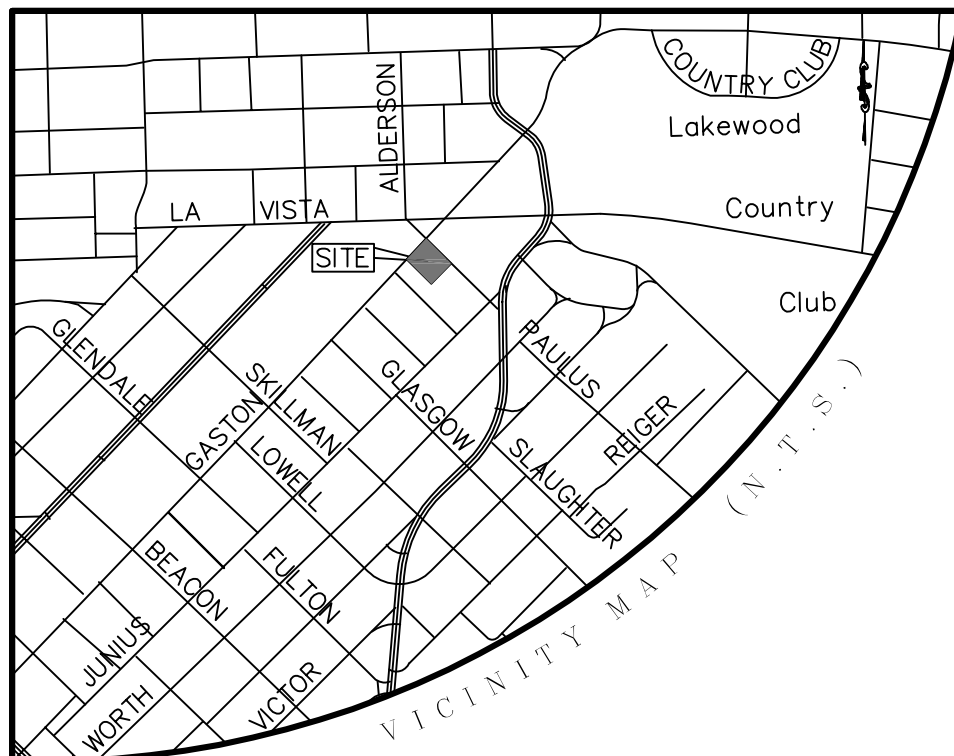 COUNTRY CLUB
Lakewood
ALDERSON
LA VISTA
Country
SITE
Club
GLENDALE
SKILLMAN
GLASGOW
PAULUS
GASTON
LOWELL
REIGER
SLAUGHTER
BEACON
FULTON
JUNIUS
WORTH
VICTOR
VICINITY MAP (N.T.S.)